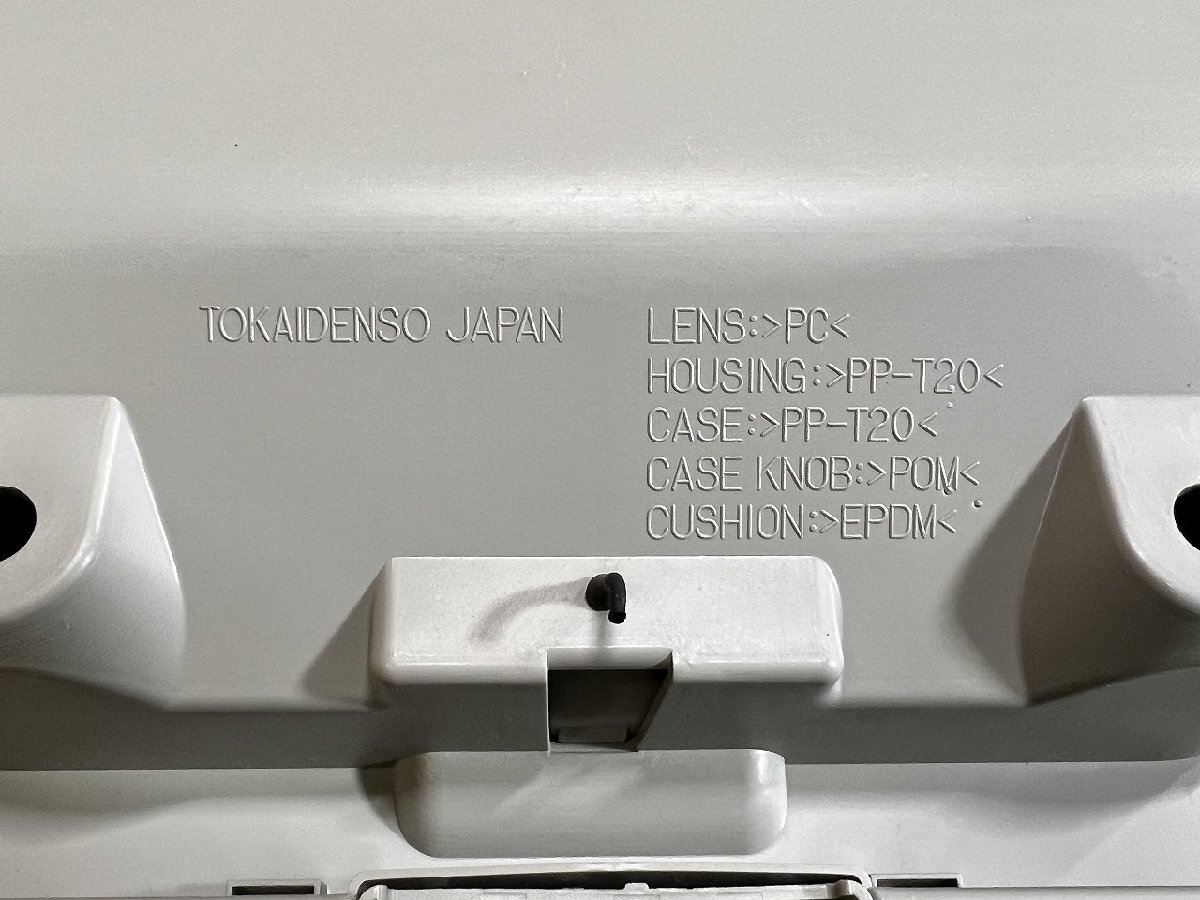 TOKAIDENSO JAPAN
LENS:>PC<
HOUSING:>PP-T20<
CASE:>PP-T20<
CASE KNOB:>POM<
CUSHION:>EPDM<